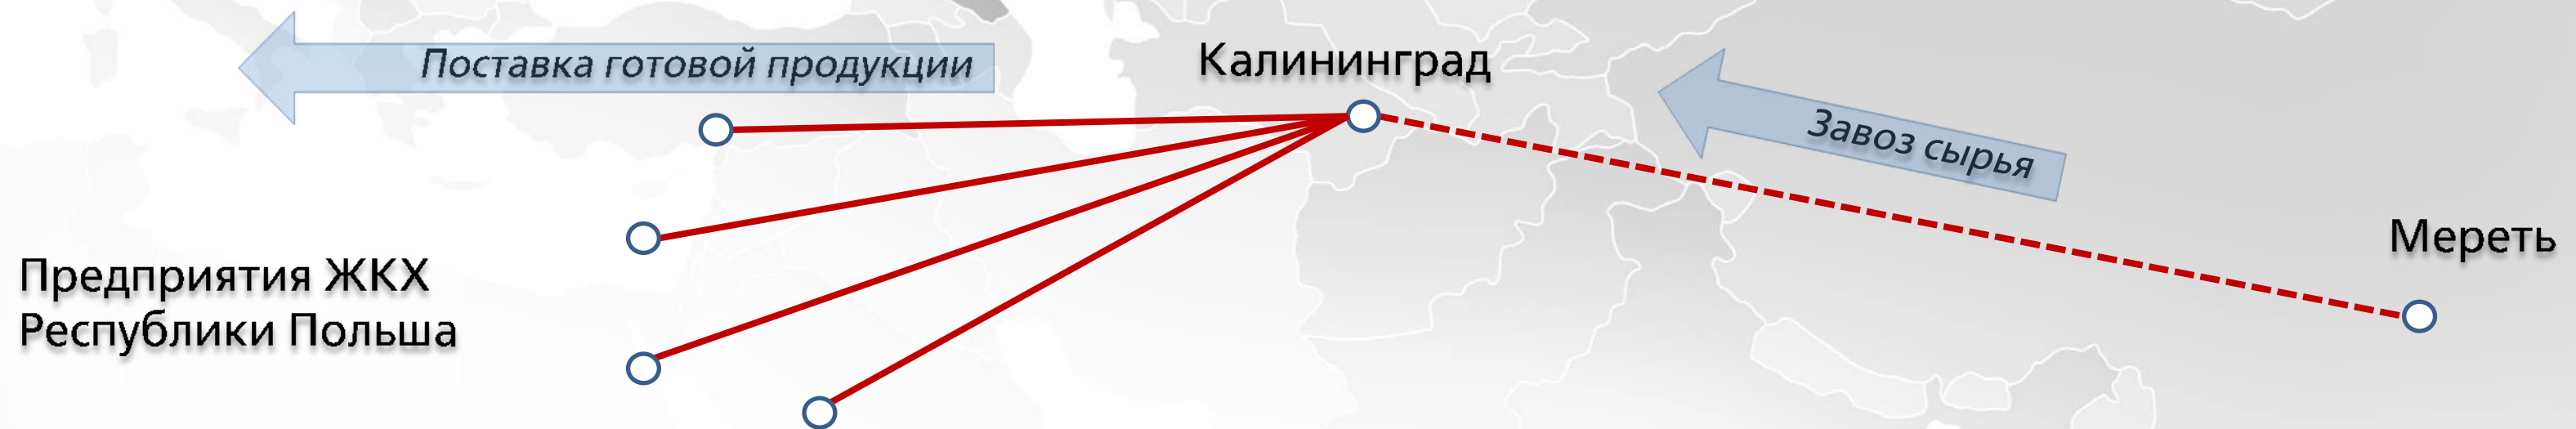 Поставка готовой продукции
Калининград
Завоз сырья
Мереть
Предприятия ЖКХ
Республики Польша